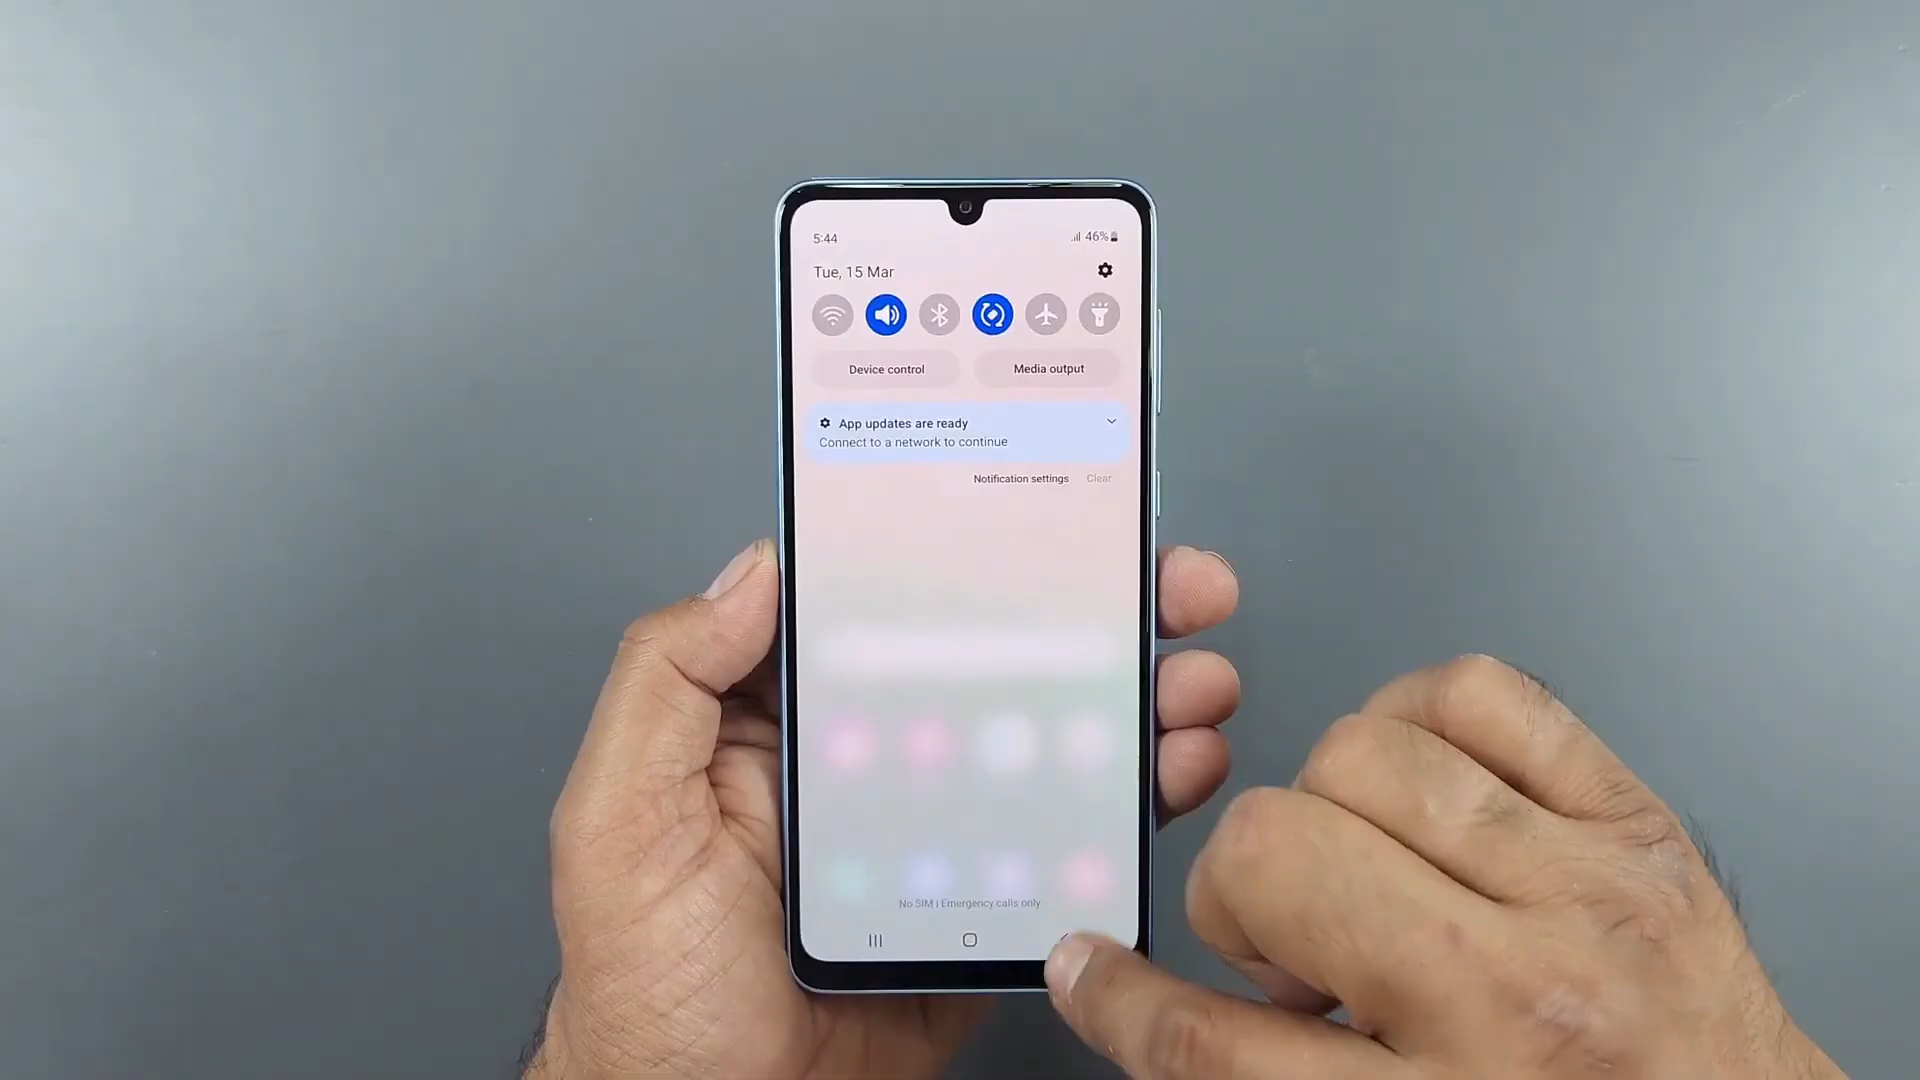 5:44
46%
Tue, 15 Mar
Device control
Media output
App updates are ready
Connect to a network to continue
Notification settings
Clear
No SIM | Emergency calls only